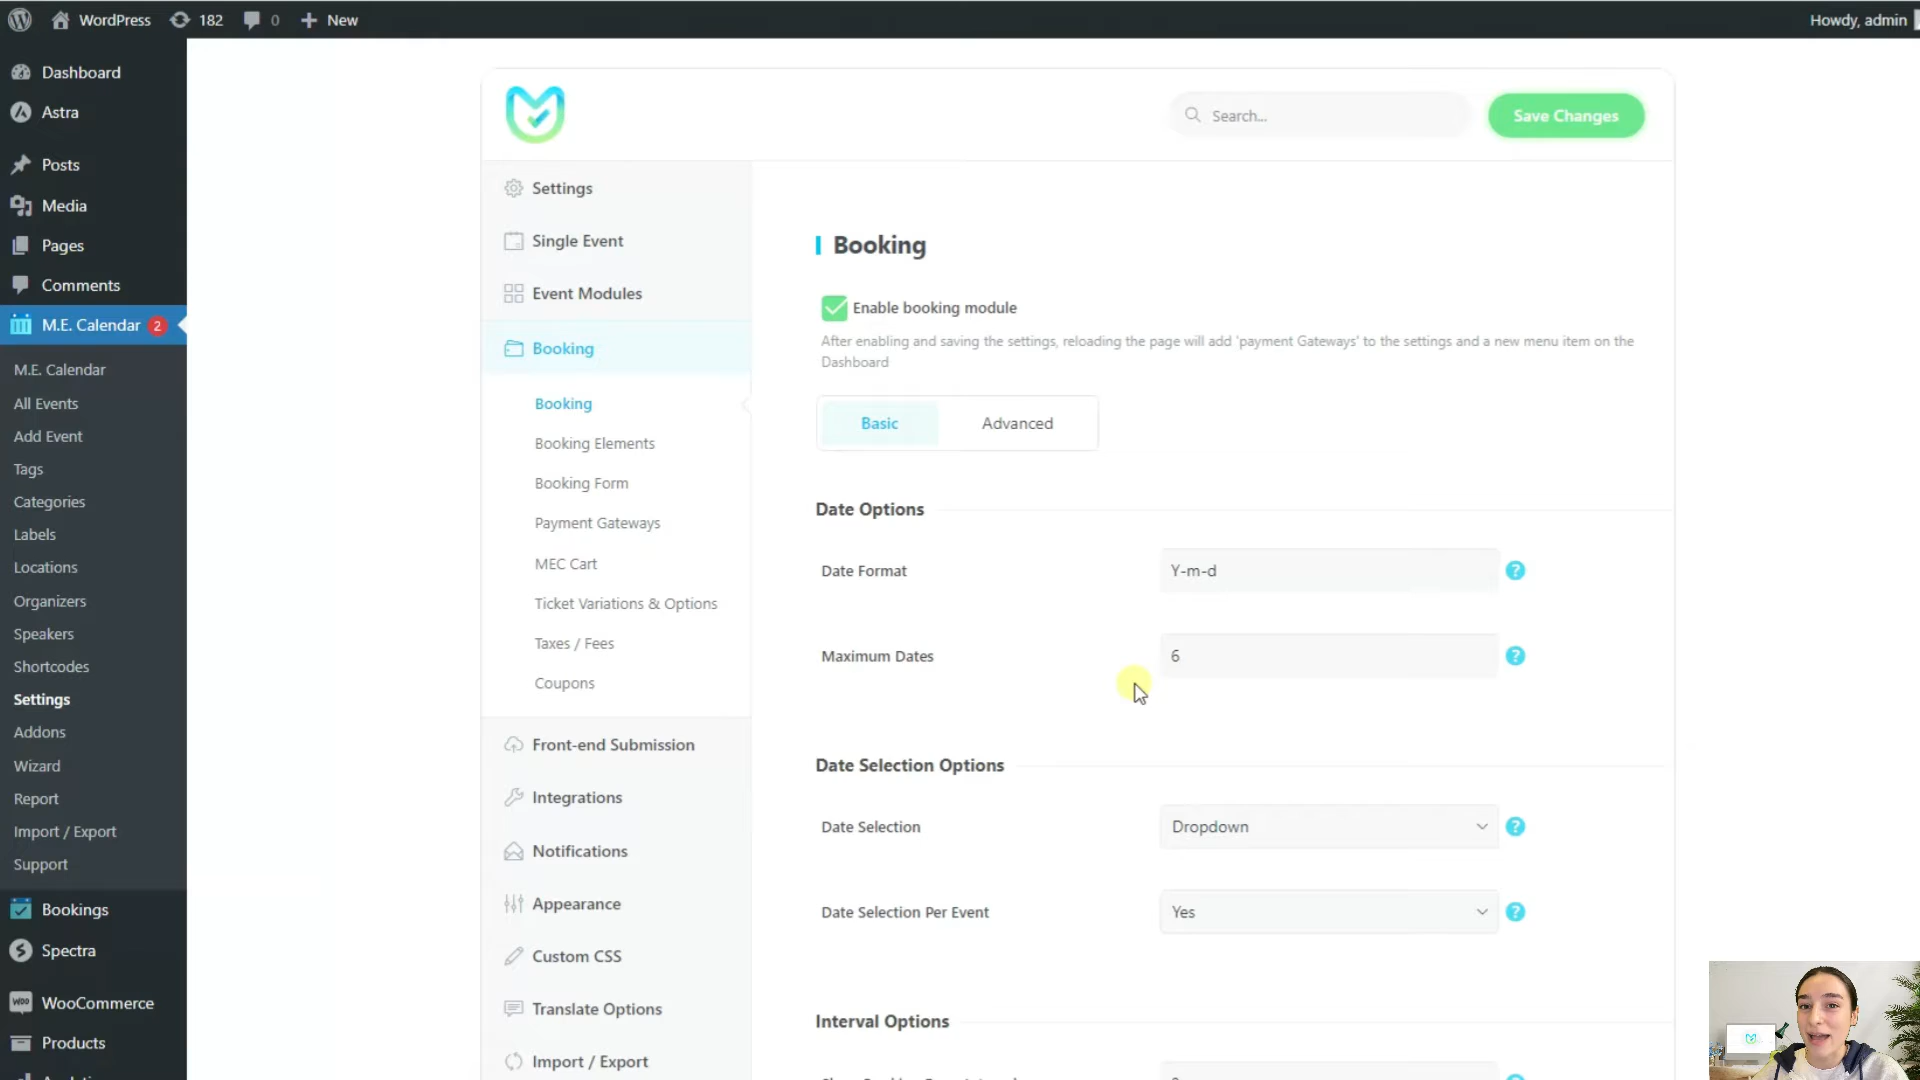 WordPress
182
0
New
Howdy, admin
Dashboard
Astra
Posts
Media
Pages
Comments
M.E. Calendar 2
M.E. Calendar
All Events
Add Event
Tags
Categories
Labels
Locations
Organizers
Speakers
Shortcodes
Settings
Addons
Wizard
Report
Import / Export
Support
Bookings
Spectra
WooCommerce
Products
Search...
Save Changes
Settings
Single Event
Event Modules
Booking
Booking
Booking Elements
Booking Form
Payment Gateways
MEC Cart
Ticket Variations & Options
Taxes / Fees
Coupons
Front-end Submission
Integrations
Notifications
Appearance
Custom CSS
Translate Options
Import / Export
Booking
Enable booking module
After enabling and saving the settings, reloading the page will add 'payment Gateways' to the settings and a new menu item on the
Dashboard
Basic
Advanced
Date Options
Date Format
Y-m-d
?
Maximum Dates
6
?
Date Selection Options
Date Selection
Dropdown
?
Date Selection Per Event
Yes
?
Interval Options